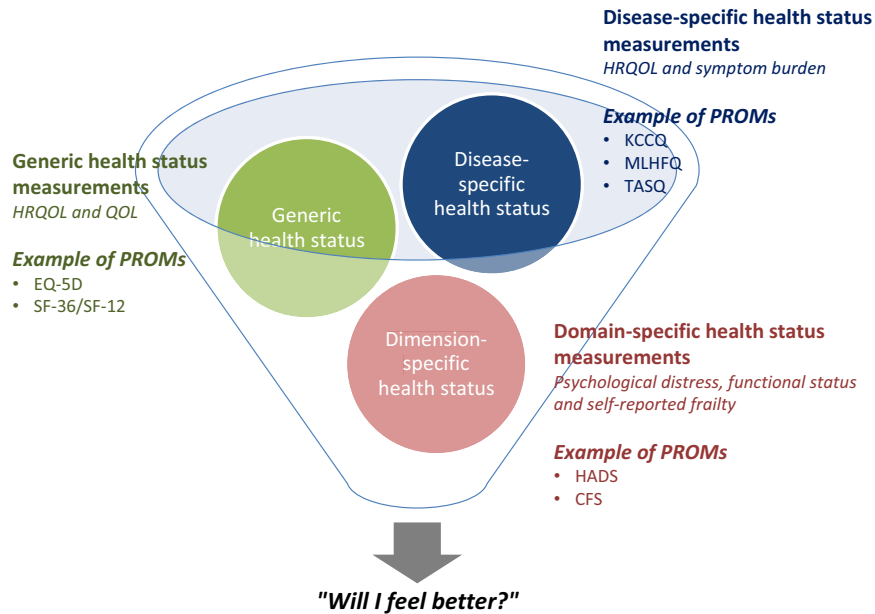 Disease-specific health status
measurements
HRQOL and symptom burden
Example of PROMs
• KCCQ
• MLHFQ
• TASQ
Generic health status
measurements
HRQOL and QOL
Example of PROMs
• EQ-5D
• SF-36/SF-12
Disease-
specific
health status
Generic
health status
Dimension-
specific
health status
Domain-specific health status
measurements
Psychological distress, functional status
and self-reported frailty
Example of PROMs
• HADS
• CFS
"Will I feel better?"